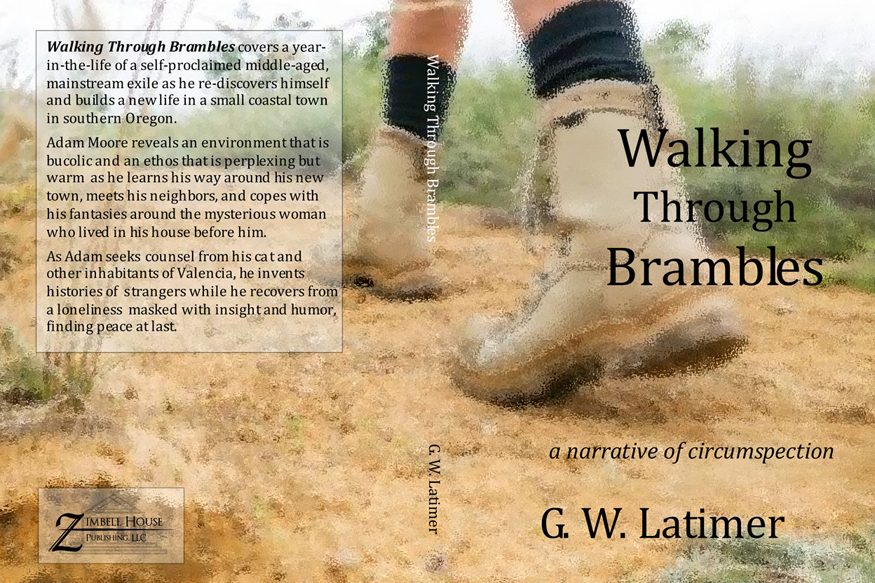 Walking Through Brambles covers a year-
in-the-life of a self-proclaimed middle-aged,
mainstream exile as he re-discovers himself
and builds a new life in a small coastal town
in southern Oregon.
Adam Moore reveals an environment that is
bucolic and an ethos that is perplexing but
warm as he learns his way around his new
town, meets his neighbors, and copes with
his fantasies around the mysterious woman
who lived in his house before him.
As Adam seeks counsel from his cat and
other inhabitants of Valencia, he invents
histories of strangers while he recovers from
a loneliness masked with insight and humor,
finding peace at last.
ZIMBELL HOUSE
PUBLISHING, LLC
Walking Through Brambles
G. W. Latimer
Walking
Through
Brambles
a narrative of circumspection
G. W. Latimer